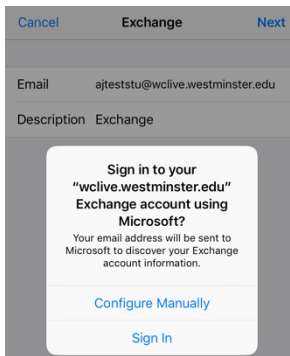 Cancel Exchange Next
Email ajteststu@wclive.westminster.edu
Description Exchange
Sign in to your
“wclive.westminster.edu”
Exchange account using
Microsoft?
Your email address will be sent to
Microsoft to discover your Exchange
account information.
Configure Manually
Sign In